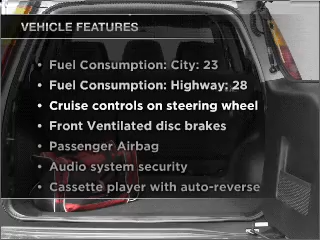 VEHICLE FEATURES
• Fuel Consumption: City: 23
• Fuel Consumption: Highway: 28
• Cruise controls on steering wheel
• Front Ventilated disc brakes
• Passenger Airbag
• Audio system security
• Cassette player with auto-reverse